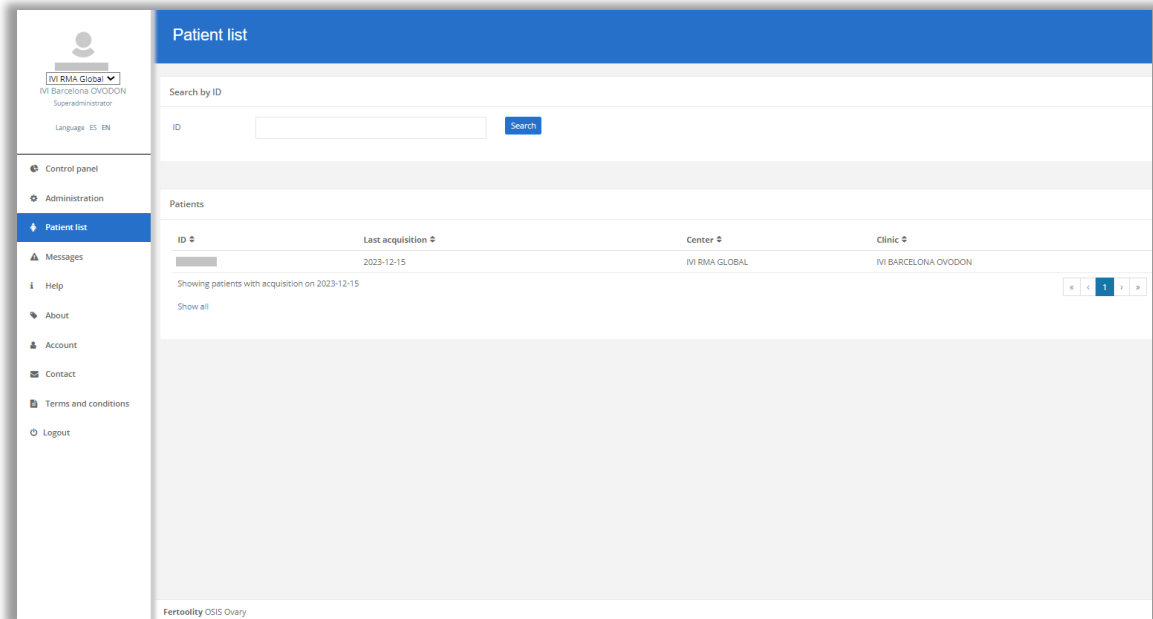 Patient list
IVI RMA Global
IVI Barcelona OVODON
Superadministrator
Language ES EN
Control panel
Administration
Patient list
Messages
Help
About
Account
Contact
Terms and conditions
Logout
Search by ID
ID
Search
Patients
ID Last acquisition Center Clinic
2023-12-15 IVI RMA GLOBAL IVI BARCELONA OVODON
Showing patients with acquisition on 2023-12-15
« ‹ 1 › »
Show all
Fertoolity OSIS Ovary